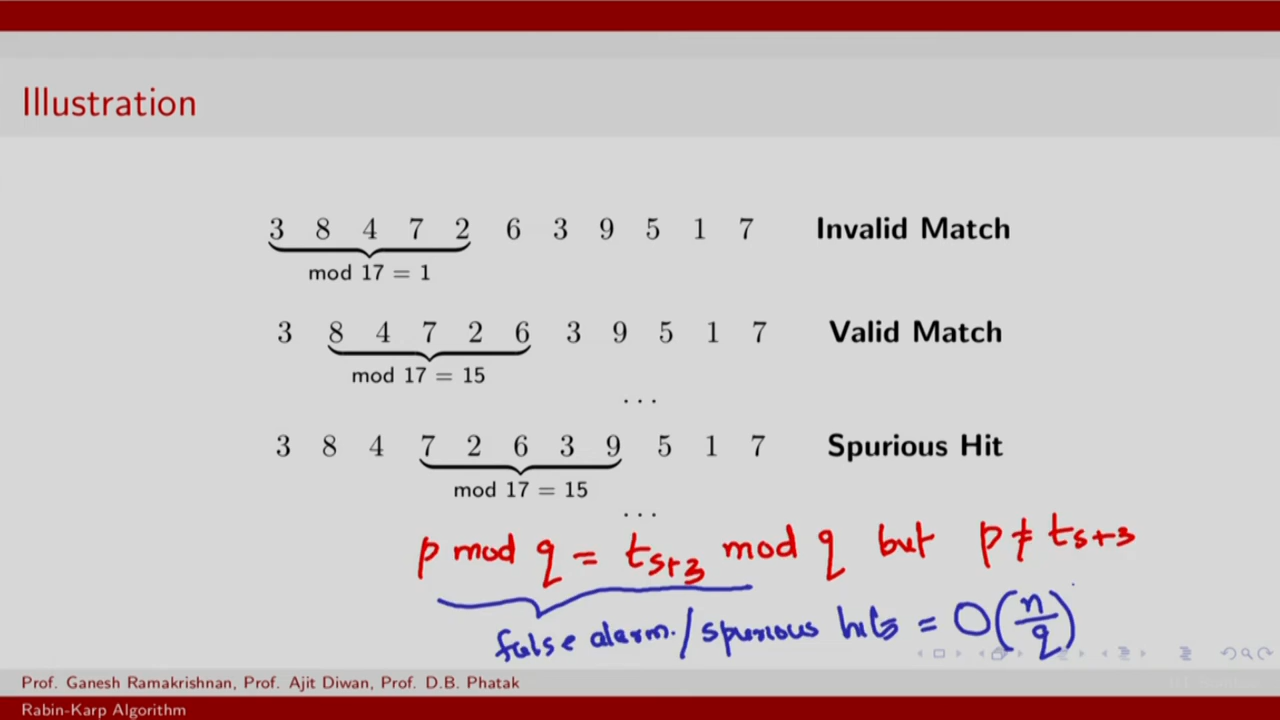 Illustration
3 8 4 7 2 6 3 9 5 1 7 Invalid Match
mod 17 = 1
3 8 4 7 2 6 3 9 5 1 7 Valid Match
mod 17 = 15
...
3 8 4 7 2 6 3 9 5 1 7 Spurious Hit
mod 17 = 15
...
p mod q = ts+3 mod q but p ≠ ts+3
false alarm./spurious hits = O(n/q)
Prof. Ganesh Ramakrishnan, Prof. Ajit Diwan, Prof. D.B. Phatak
Rabin-Karp Algorithm